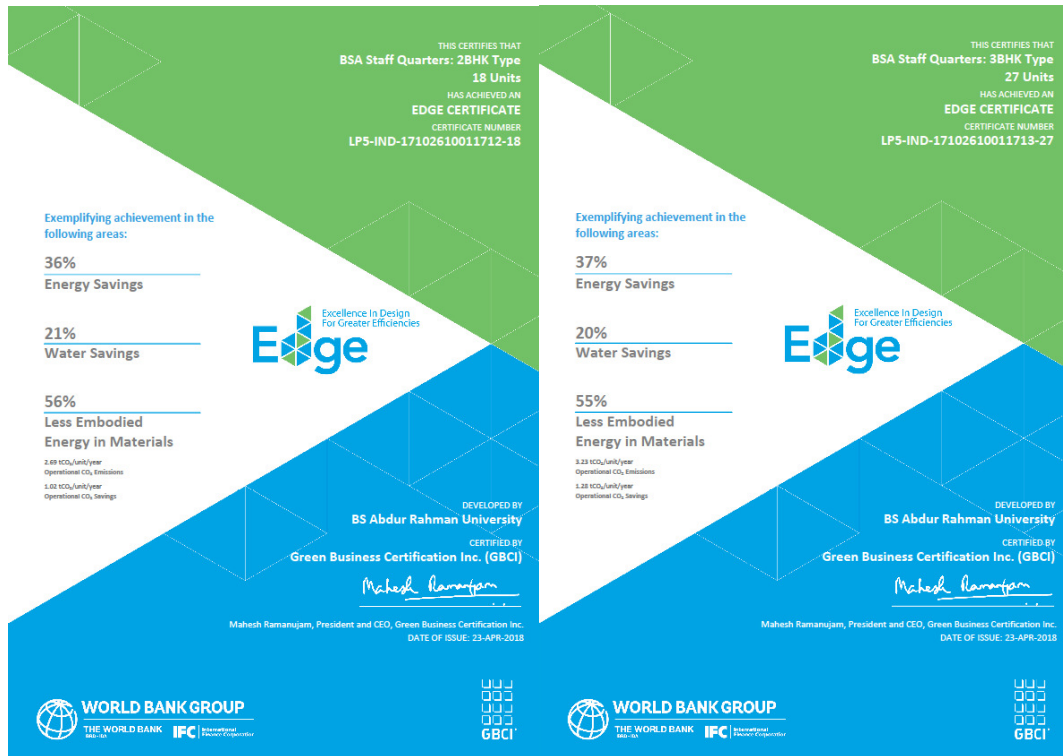 THIS CERTIFIES THAT
BSA Staff Quarters: 2BHK Type
18 Units
HAS ACHIEVED AN
EDGE CERTIFICATE
CERTIFICATE NUMBER
LP5-IND-17102610011712-18
Exemplifying achievement in the
following areas:
36%
Energy Savings
21%
Water Savings
56%
Less Embodied
Energy in Materials
2.69 tCO₂/unit/year
Operational CO₂ Emissions
1.02 tCO₂/unit/year
Operational CO₂ Savings
Edge
Excellence In Design
For Greater Efficiencies
DEVELOPED BY
BS Abdur Rahman University
CERTIFIED BY
Green Business Certification Inc. (GBCI)
Mahesh Ramanujam
Mahesh Ramanujam, President and CEO, Green Business Certification Inc.
DATE OF ISSUE: 23-APR-2018
WORLD BANK GROUP
THE WORLD BANK
IBRD • IDA
IFC
International
Finance Corporation
GBCI
THIS CERTIFIES THAT
BSA Staff Quarters: 3BHK Type
27 Units
HAS ACHIEVED AN
EDGE CERTIFICATE
CERTIFICATE NUMBER
LP5-IND-17102610011713-27
Exemplifying achievement in the
following areas:
37%
Energy Savings
20%
Water Savings
55%
Less Embodied
Energy in Materials
3.23 tCO₂/unit/year
Operational CO₂ Emissions
1.28 tCO₂/unit/year
Operational CO₂ Savings
Edge
Excellence In Design
For Greater Efficiencies
DEVELOPED BY
BS Abdur Rahman University
CERTIFIED BY
Green Business Certification Inc. (GBCI)
Mahesh Ramanujam
Mahesh Ramanujam, President and CEO, Green Business Certification Inc.
DATE OF ISSUE: 23-APR-2018
WORLD BANK GROUP
THE WORLD BANK
IBRD • IDA
IFC
International
Finance Corporation
GBCI